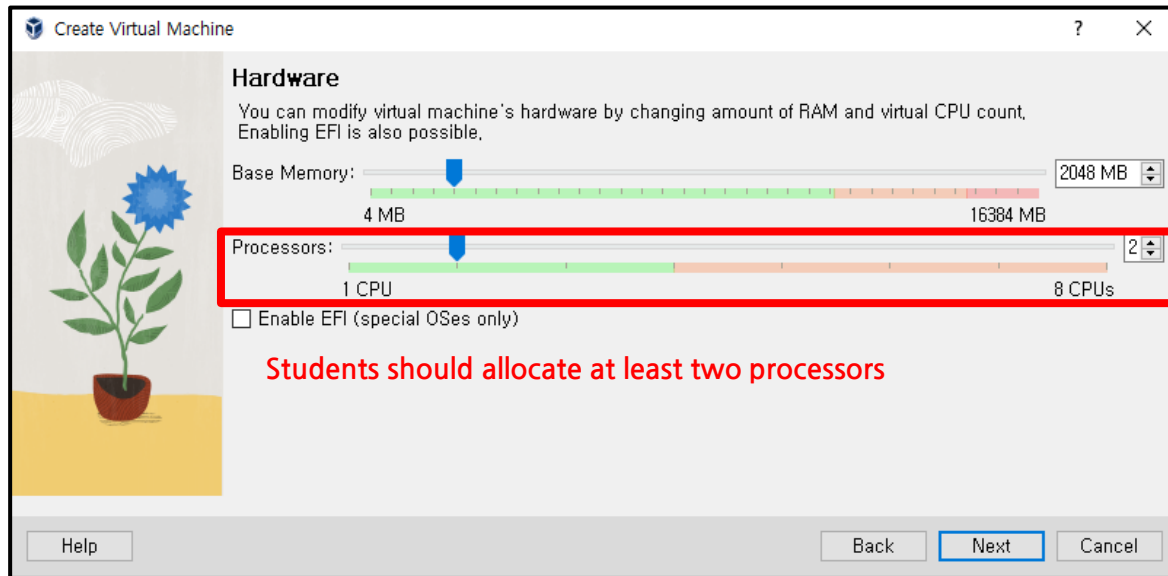 Create Virtual Machine
?
Hardware
You can modify virtual machine's hardware by changing amount of RAM and virtual CPU count,
Enabling EFI is also possible,
Base Memory:
2048 MB
4 MB
16384 MB
Processors:
2
1 CPU
8 CPUs
Enable EFI (special OSes only)
Students should allocate at least two processors
Help
Back
Next
Cancel